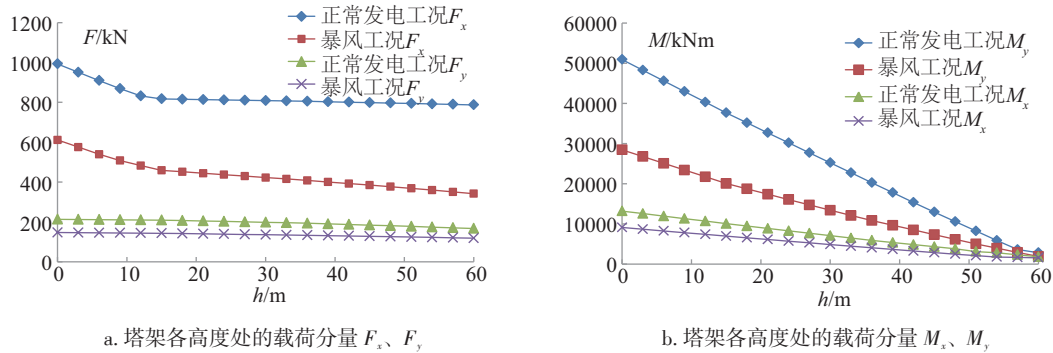 F/kN
正常发电工况Fx
暴风工况Fx
正常发电工况Fy
暴风工况Fy
1200
1000
800
600
400
200
0
0 10 20 30 40 50 60
h/m
a. 塔架各高度处的载荷分量 Fx、Fy
M/kNm
正常发电工况My
暴风工况My
正常发电工况Mx
暴风工况Mx
60000
50000
40000
30000
20000
10000
0
0 10 20 30 40 50 60
h/m
b. 塔架各高度处的载荷分量 Mx、My